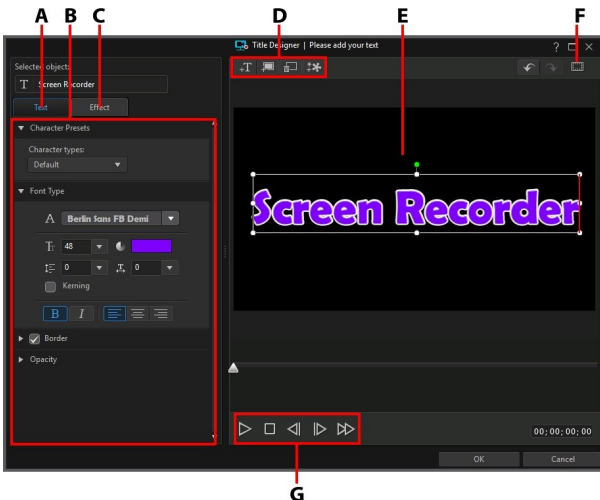 A B C D E F
Title Designer | Please add your text
Selected object:
T Screen Recorder
Text Effect
Character Presets
Character types:
Default
Font Type
A Berlin Sans FB Demi
48
0 0
Kerning
B I
Border
Opacity
Screen Recorder
00;00;00;00
OK Cancel
G